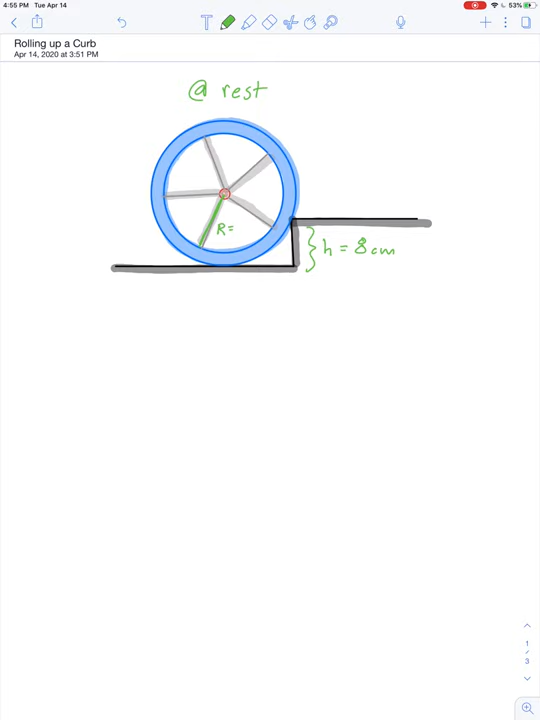 4:55 PM Tue Apr 14
53%
Rolling up a Curb
Apr 14, 2020 at 3:51 PM
@ rest
R=
h = 8 cm
1
/
3